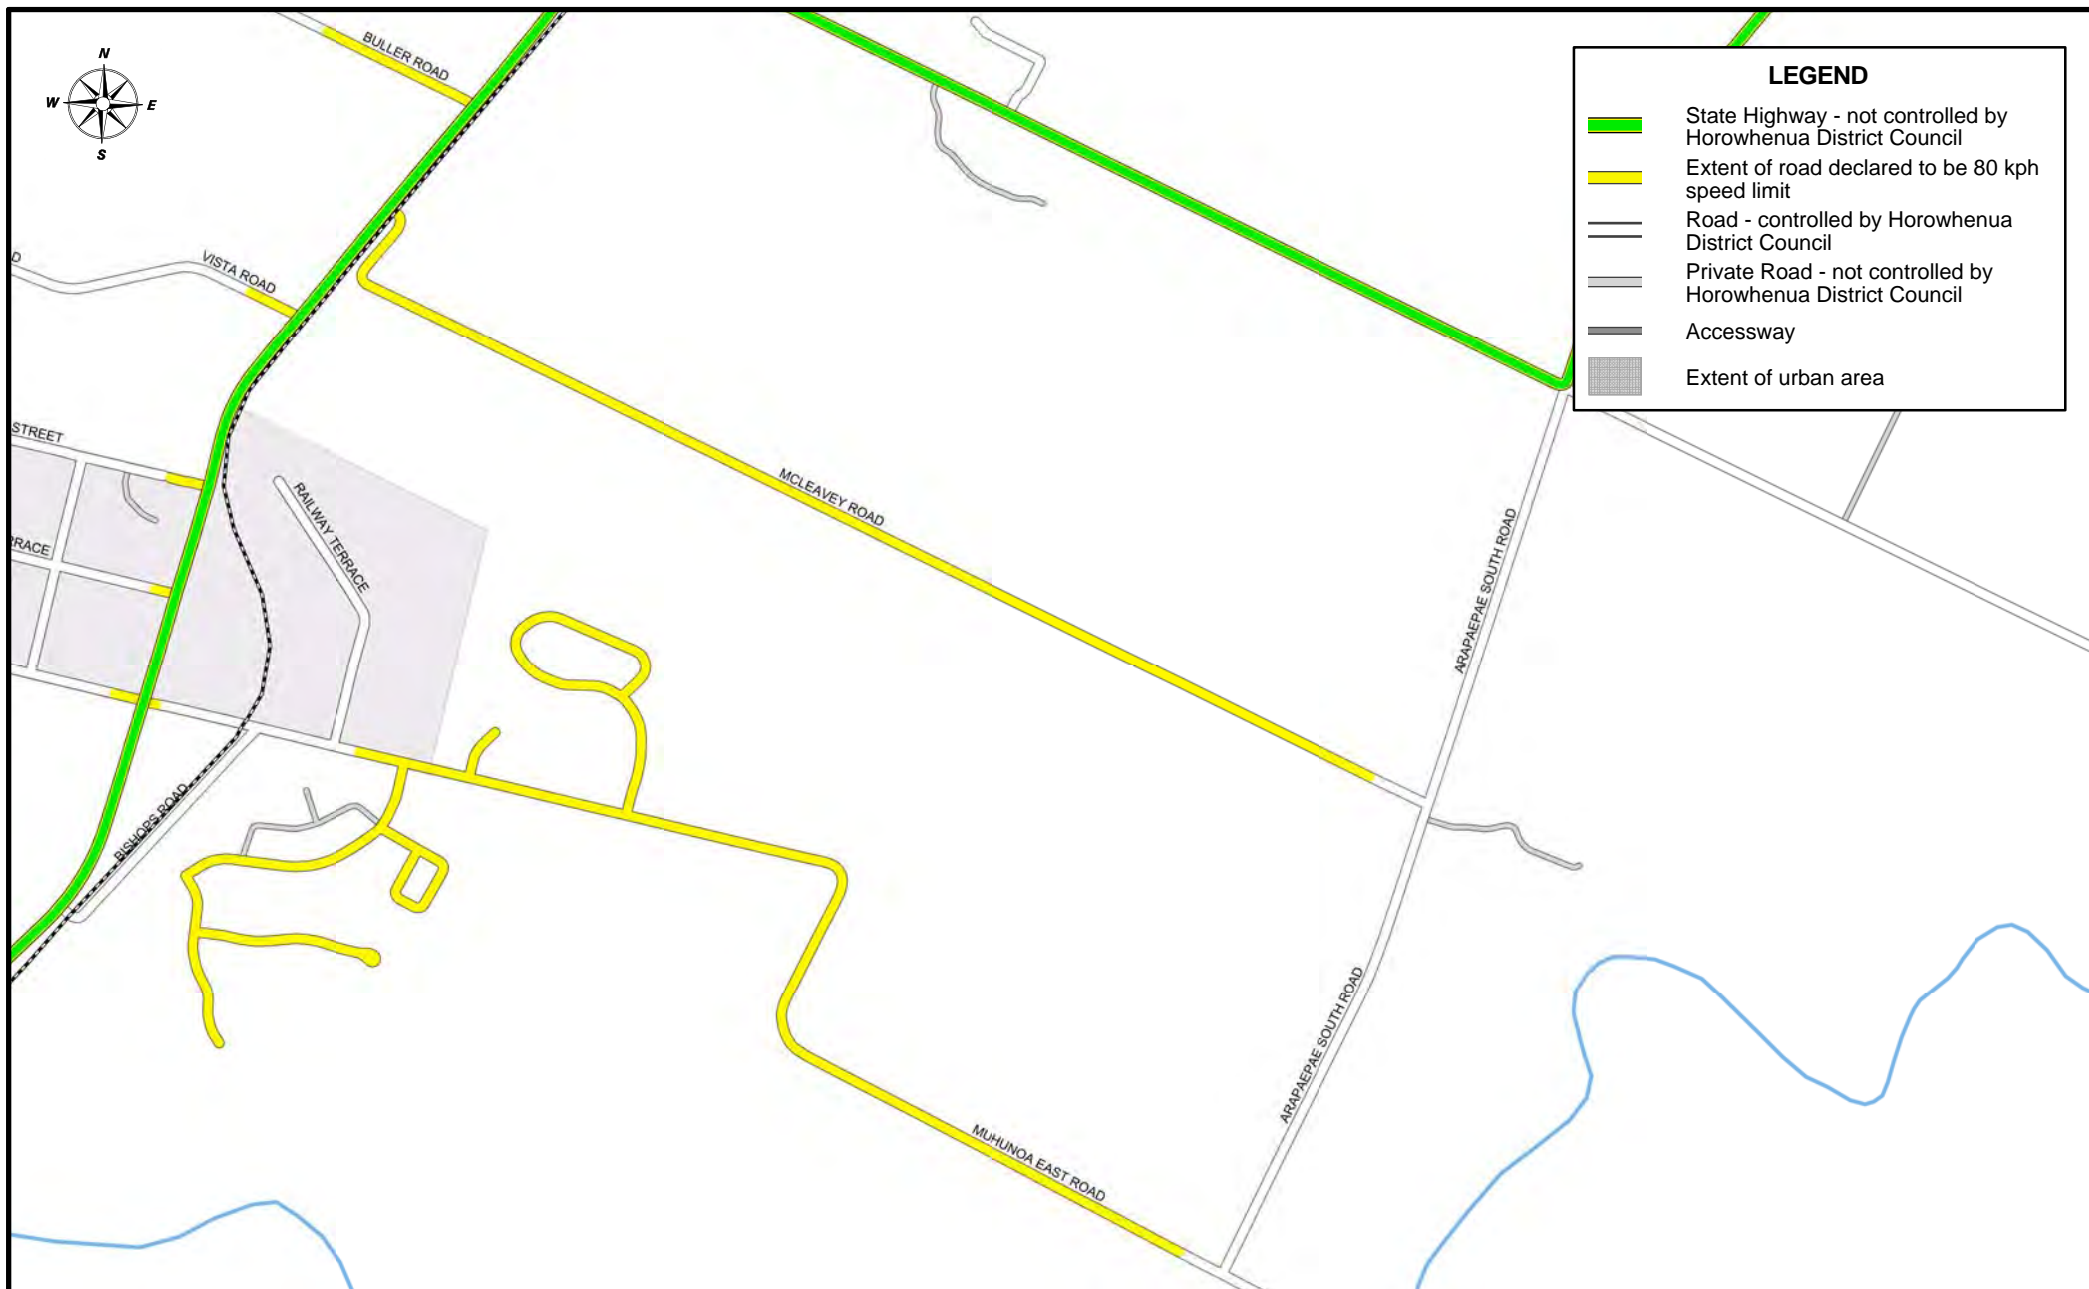 N
W E
S
BULLER ROAD
LEGEND
State Highway - not controlled by
Horowhenua District Council
Extent of road declared to be 80 kph
speed limit
Road - controlled by Horowhenua
District Council
Private Road - not controlled by
Horowhenua District Council
Accessway
Extent of urban area
D
VISTA ROAD
STREET
RAILWAY TERRACE
MCLEAVEY ROAD
RRACE
ARAPAEPAE SOUTH ROAD
BISHOPS ROAD
ARAPAEPAE SOUTH ROAD
MUHUNOA EAST ROAD